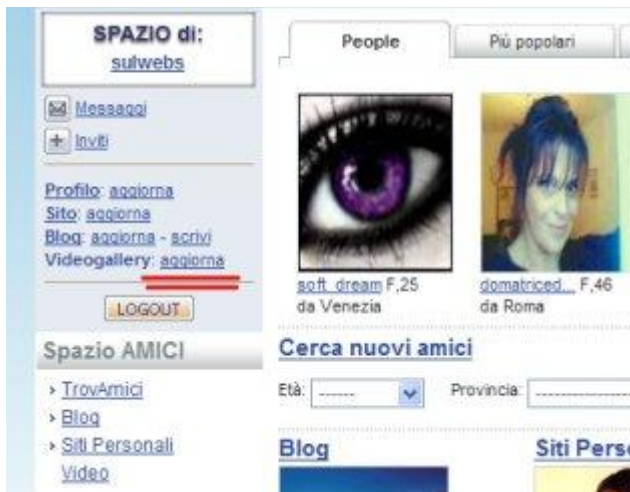 SPAZIO di:
sulwebs
Messaggi
Inviti
Profilo: aggiorna
Sito: aggiorna
Blog: aggiorna - scrivi
Videogallery: aggiorna
LOGOUT
Spazio AMICI
TrovAmici
Blog
Siti Personali
Video
People
Più popolari
soft_dream F,25
da Venezia
domatriced... F,46
da Roma
Cerca nuovi amici
Età: ------
Provincia: ----------------
Blog
Siti Perso